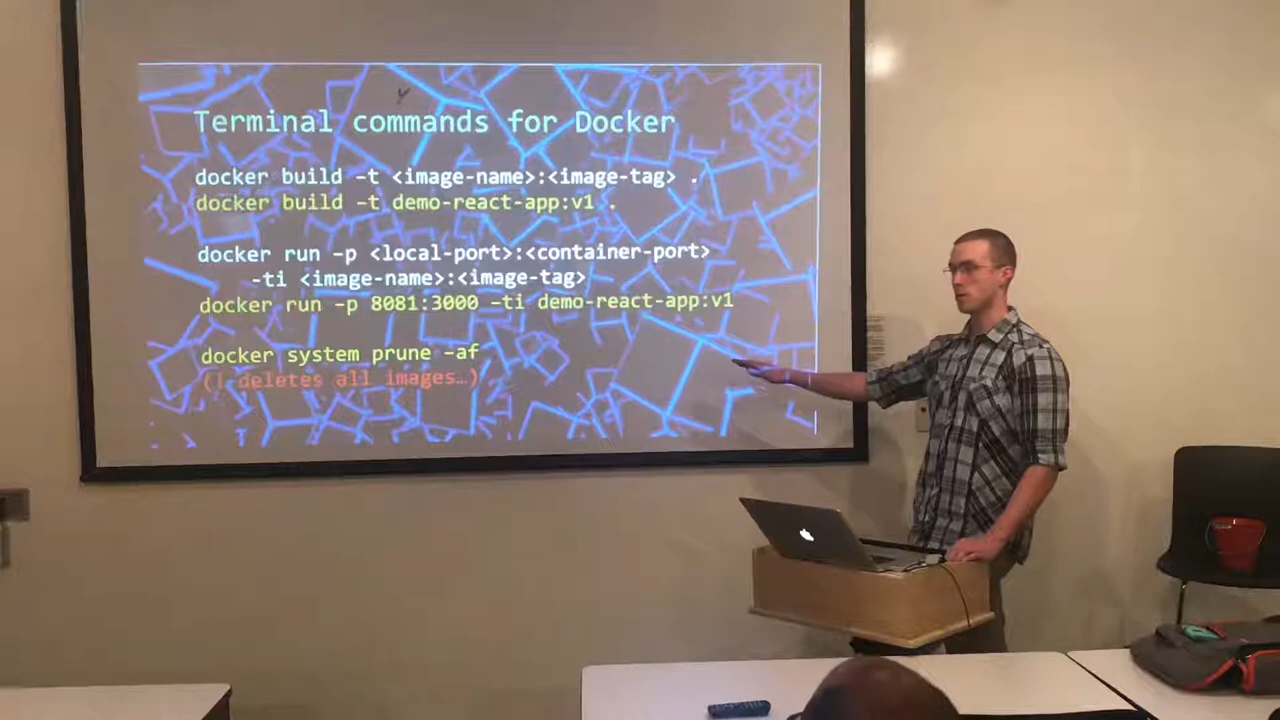 Terminal commands for Docker
docker build -t <image-name>:<image-tag> .
docker build -t demo-react-app:v1 .
docker run -p <local-port>:<container-port>
-ti <image-name>:<image-tag>
docker run -p 8081:3000 -ti demo-react-app:v1
docker system prune -af
(! deletes all images…)